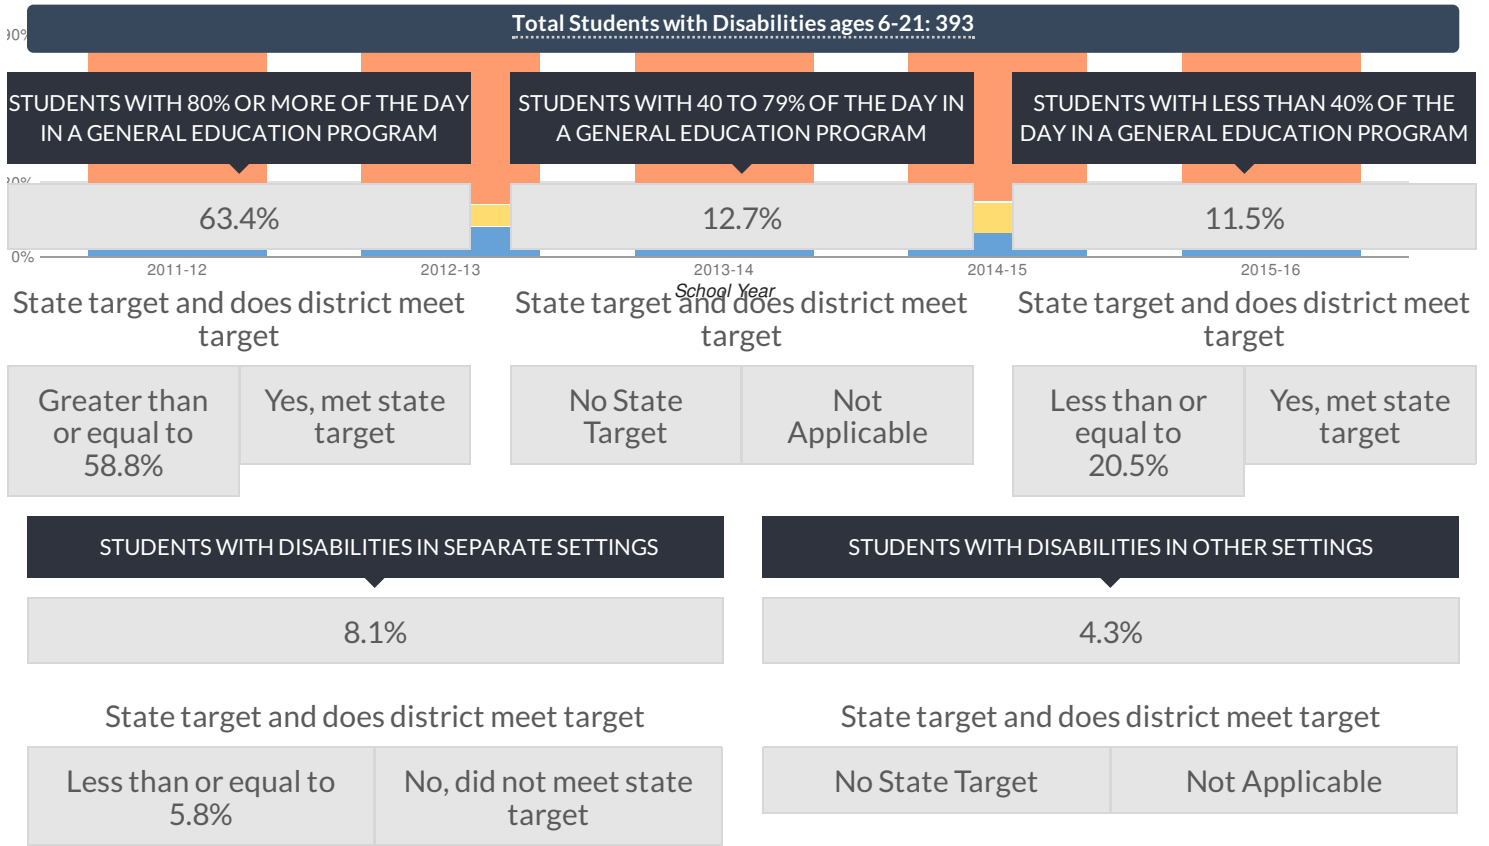 Total Students with Disabilities ages 6-21: 393
STUDENTS WITH 80% OR MORE OF THE DAY
IN A GENERAL EDUCATION PROGRAM
63.4%
STUDENTS WITH 40 TO 79% OF THE DAY IN
A GENERAL EDUCATION PROGRAM
12.7%
STUDENTS WITH LESS THAN 40% OF THE
DAY IN A GENERAL EDUCATION PROGRAM
11.5%
0%
2011-12
2012-13
2013-14
2014-15
2015-16
School Year
State target and does district meet
target
Greater than
or equal to
58.8%
Yes, met state
target
State target and does district meet
target
No State
Target
Not
Applicable
State target and does district meet
target
Less than or
equal to
20.5%
Yes, met state
target
STUDENTS WITH DISABILITIES IN SEPARATE SETTINGS
8.1%
State target and does district meet target
Less than or equal to
5.8%
No, did not meet state
target
STUDENTS WITH DISABILITIES IN OTHER SETTINGS
4.3%
State target and does district meet target
No State Target
Not Applicable